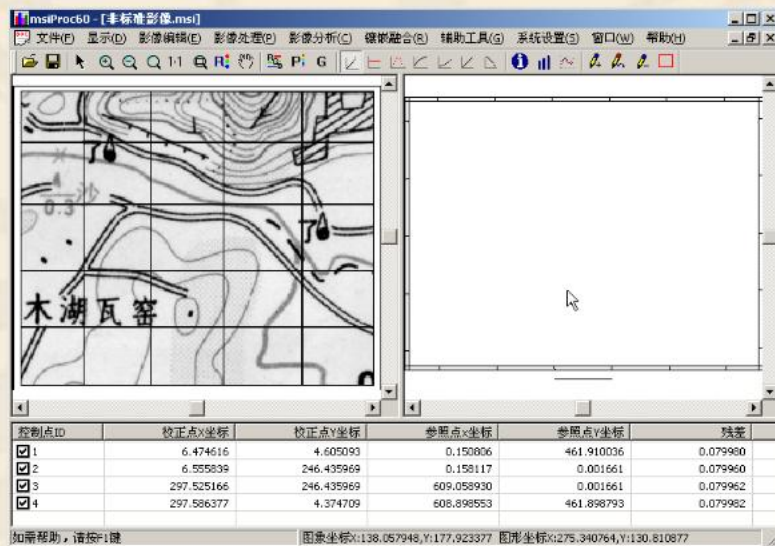 msiProc60 - [非标准影像.msi]
文件(F) 显示(D) 影像编辑(E) 影像处理(P) 影像分析(C) 镶嵌融合(R) 辅助工具(G) 系统设置(S) 窗口(W) 帮助(H)
1:1 P G
4
0.3 沙
木湖瓦窑
控制点ID 校正点X坐标 校正点Y坐标 参照点x坐标 参照点y坐标 残差
1 6.474616 4.605093 0.150806 461.910036 0.079980
2 6.555839 246.435969 0.158117 0.001661 0.079960
3 297.525166 246.435969 609.058930 0.001661 0.079962
4 297.586377 4.374709 608.898553 461.898793 0.079982
如需帮助，请按F1键 图象坐标X:138.057948,Y:177.923377 图形坐标X:275.340764,Y:130.810877